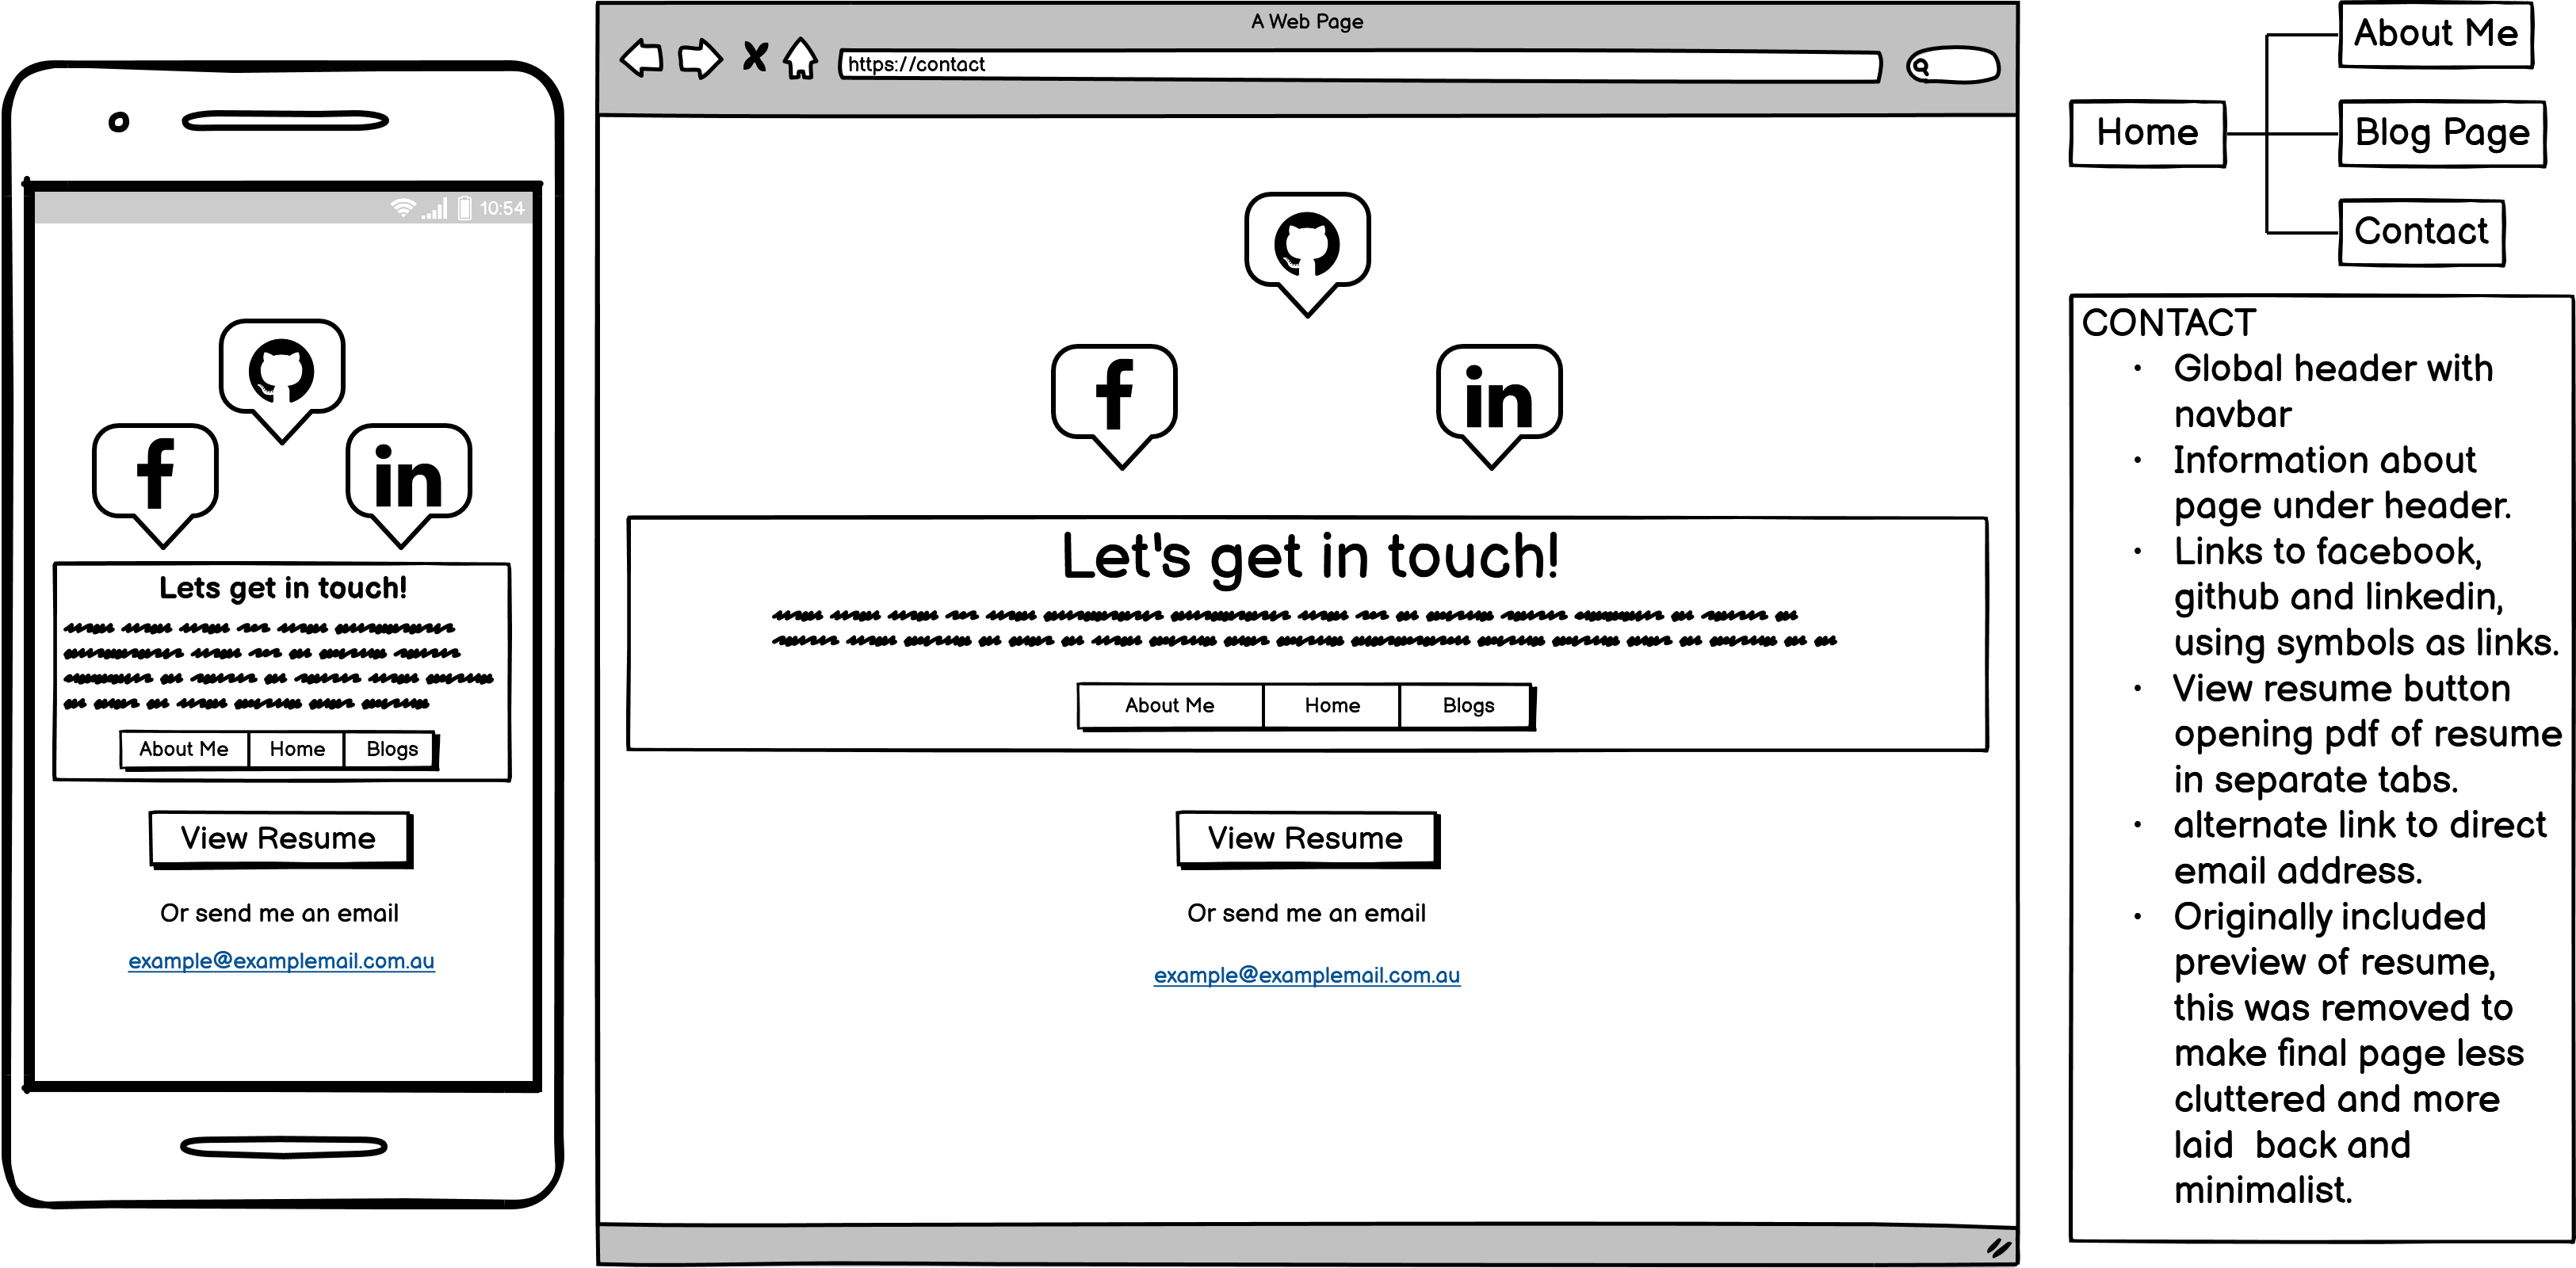 10:54
f
in
Lets get in touch!
About Me Home Blogs
View Resume
Or send me an email
example@examplemail.com.au
A Web Page
https://contact
f
in
Let's get in touch!
About Me Home Blogs
View Resume
Or send me an email
example@examplemail.com.au
About Me
Home
Blog Page
Contact
CONTACT
• Global header with
navbar
• Information about
page under header.
• Links to facebook,
github and linkedin,
using symbols as links.
• View resume button
opening pdf of resume
in separate tabs.
• alternate link to direct
email address.
• Originally included
preview of resume,
this was removed to
make final page less
cluttered and more
laid  back and
minimalist.